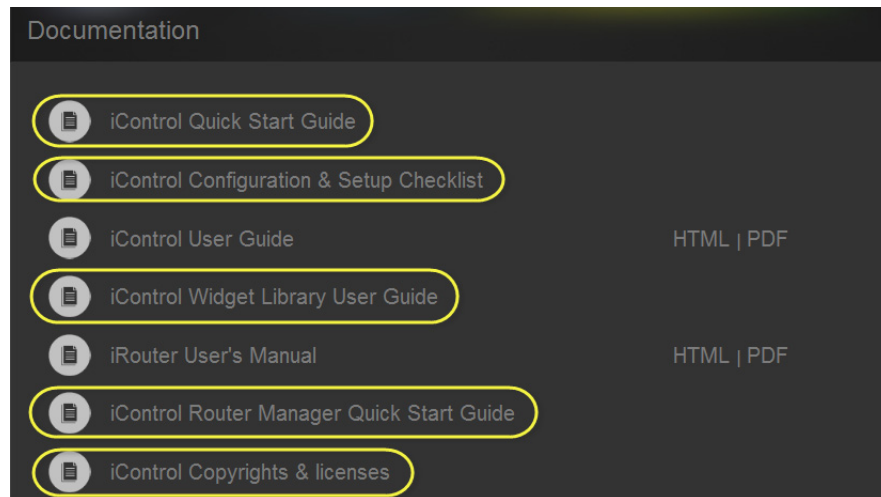 Documentation
iControl Quick Start Guide
iControl Configuration & Setup Checklist
iControl User Guide HTML | PDF
iControl Widget Library User Guide
iRouter User's Manual HTML | PDF
iControl Router Manager Quick Start Guide
iControl Copyrights & licenses